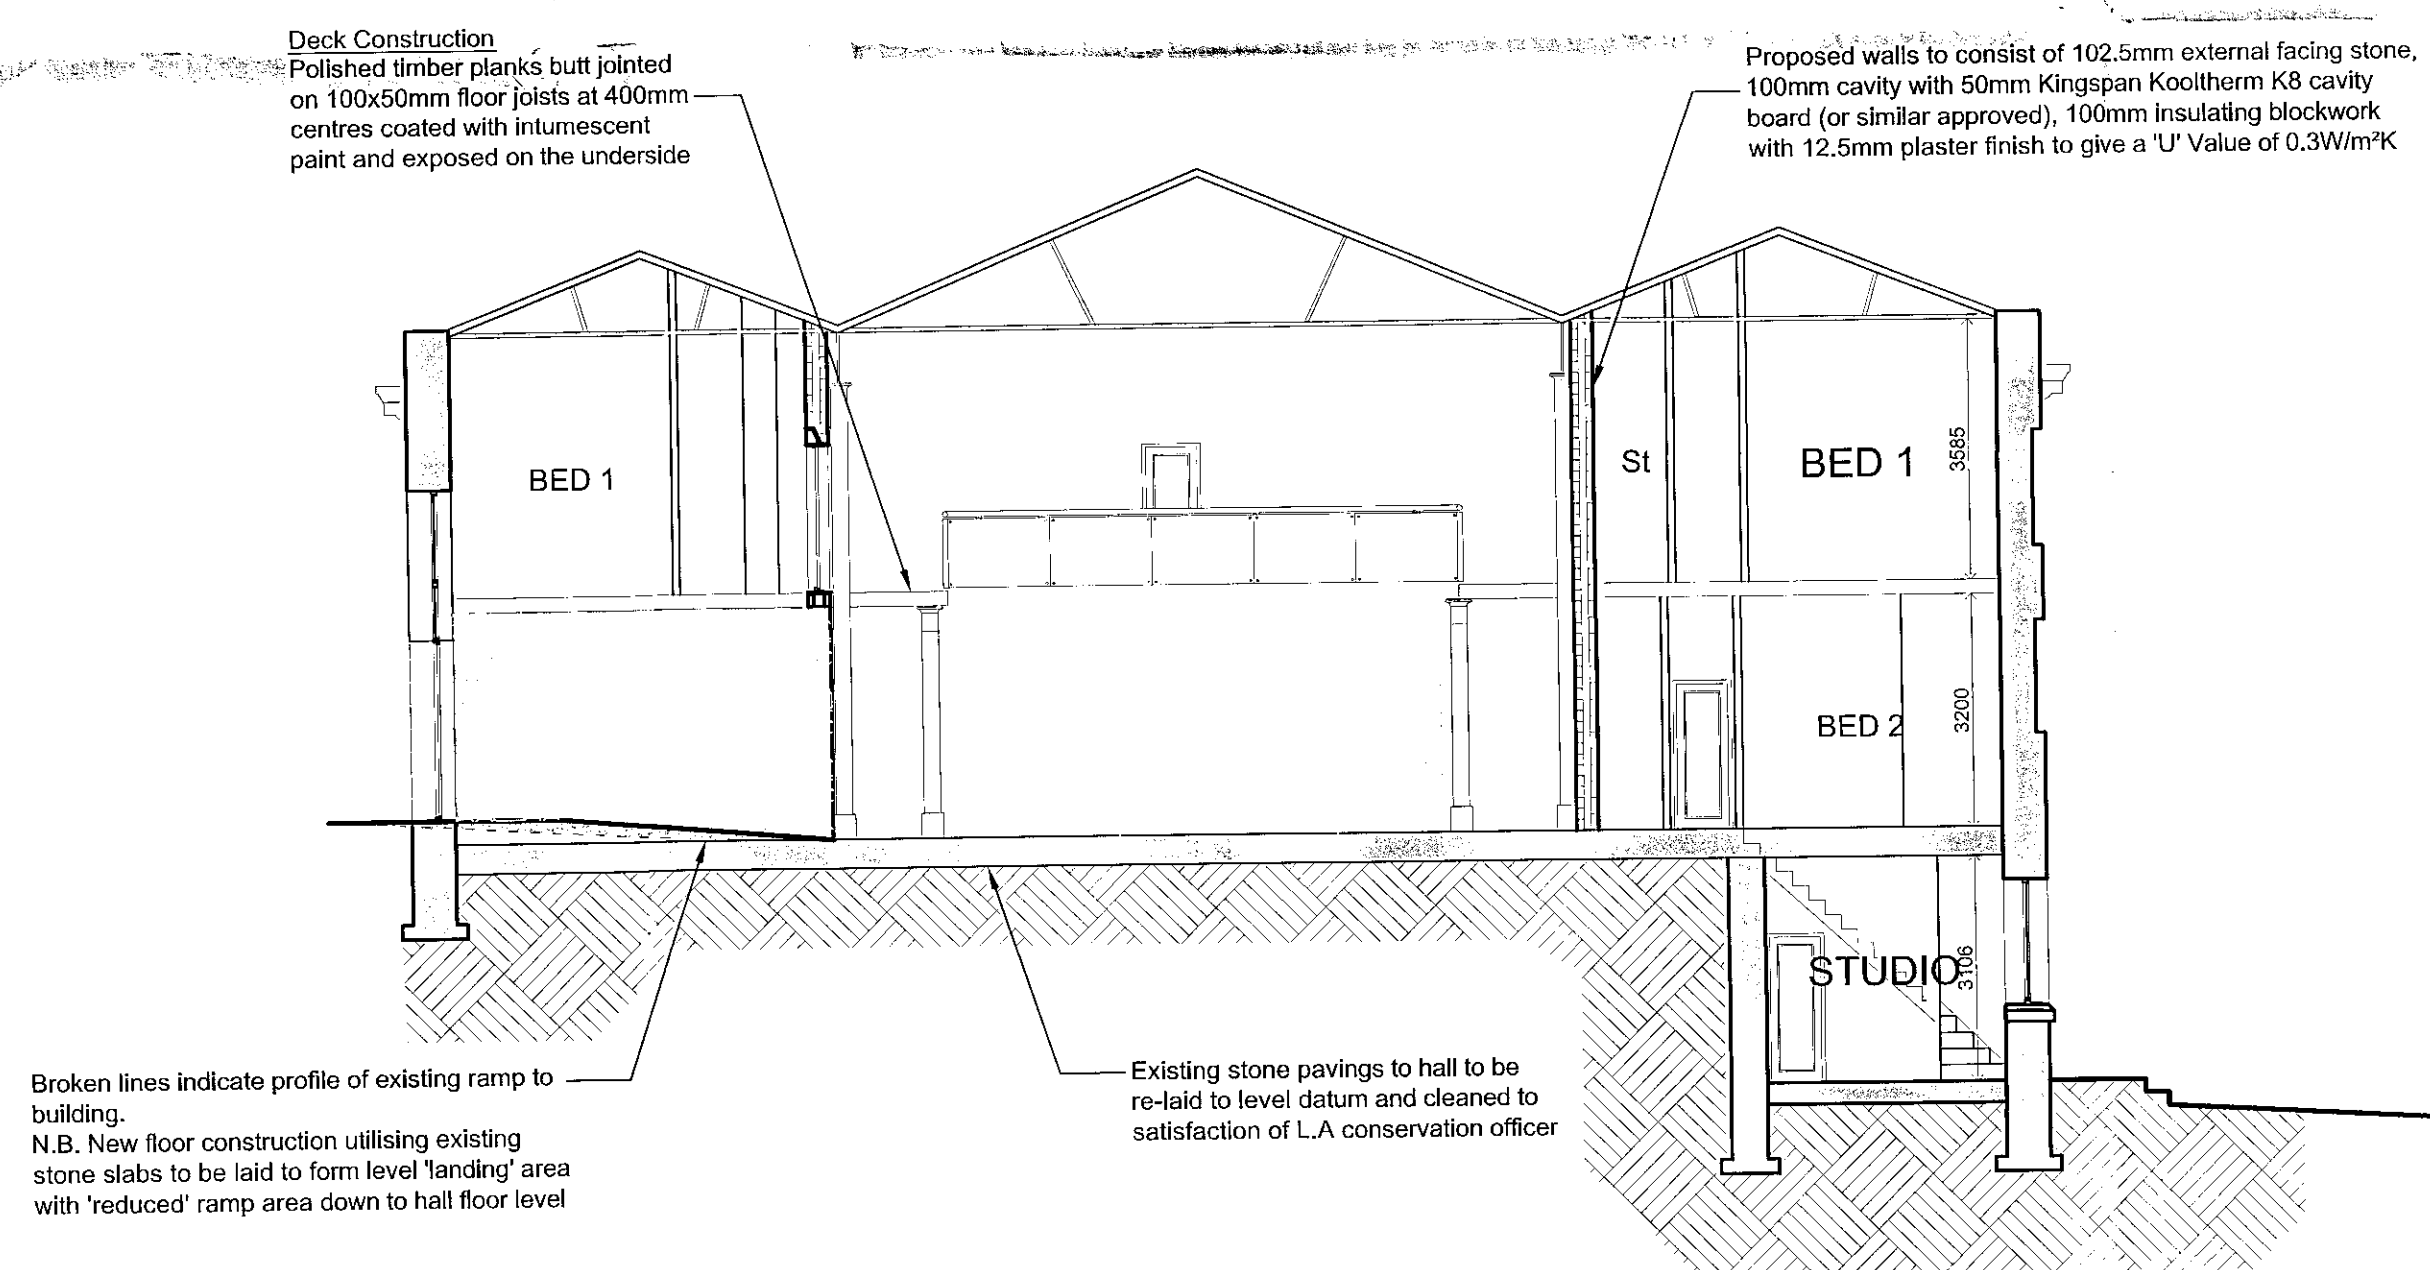 Deck Construction
Polished timber planks butt jointed
on 100x50mm floor joists at 400mm
centres coated with intumescent
paint and exposed on the underside
Proposed walls to consist of 102.5mm external facing stone,
100mm cavity with 50mm Kingspan Kooltherm K8 cavity
board (or similar approved), 100mm insulating blockwork
with 12.5mm plaster finish to give a 'U' Value of 0.3W/m²K
BED 1
St
BED 1
3585
BED 2
3200
STUDIO
3106
Broken lines indicate profile of existing ramp to
building.
N.B. New floor construction utilising existing
stone slabs to be laid to form level 'landing' area
with 'reduced' ramp area down to hall floor level
Existing stone pavings to hall to be
re-laid to level datum and cleaned to
satisfaction of L.A conservation officer